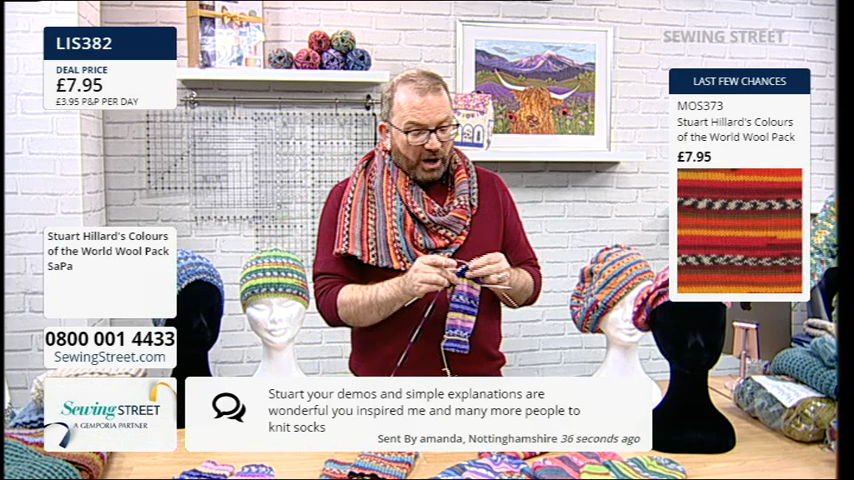 LIS382
DEAL PRICE
£7.95
£3.95 P&P PER DAY
SEWING STREET
LAST FEW CHANCES
MOS373
Stuart Hillard's Colours
of the World Wool Pack
£7.95
Stuart Hillard's Colours
of the World Wool Pack
SaPa
0800 001 4433
SewingStreet.com
Sewing STREET
A GEMPORIA PARTNER
Stuart your demos and simple explanations are
wonderful you inspired me and many more people to
knit socks
Sent By amanda, Nottinghamshire 36 seconds ago